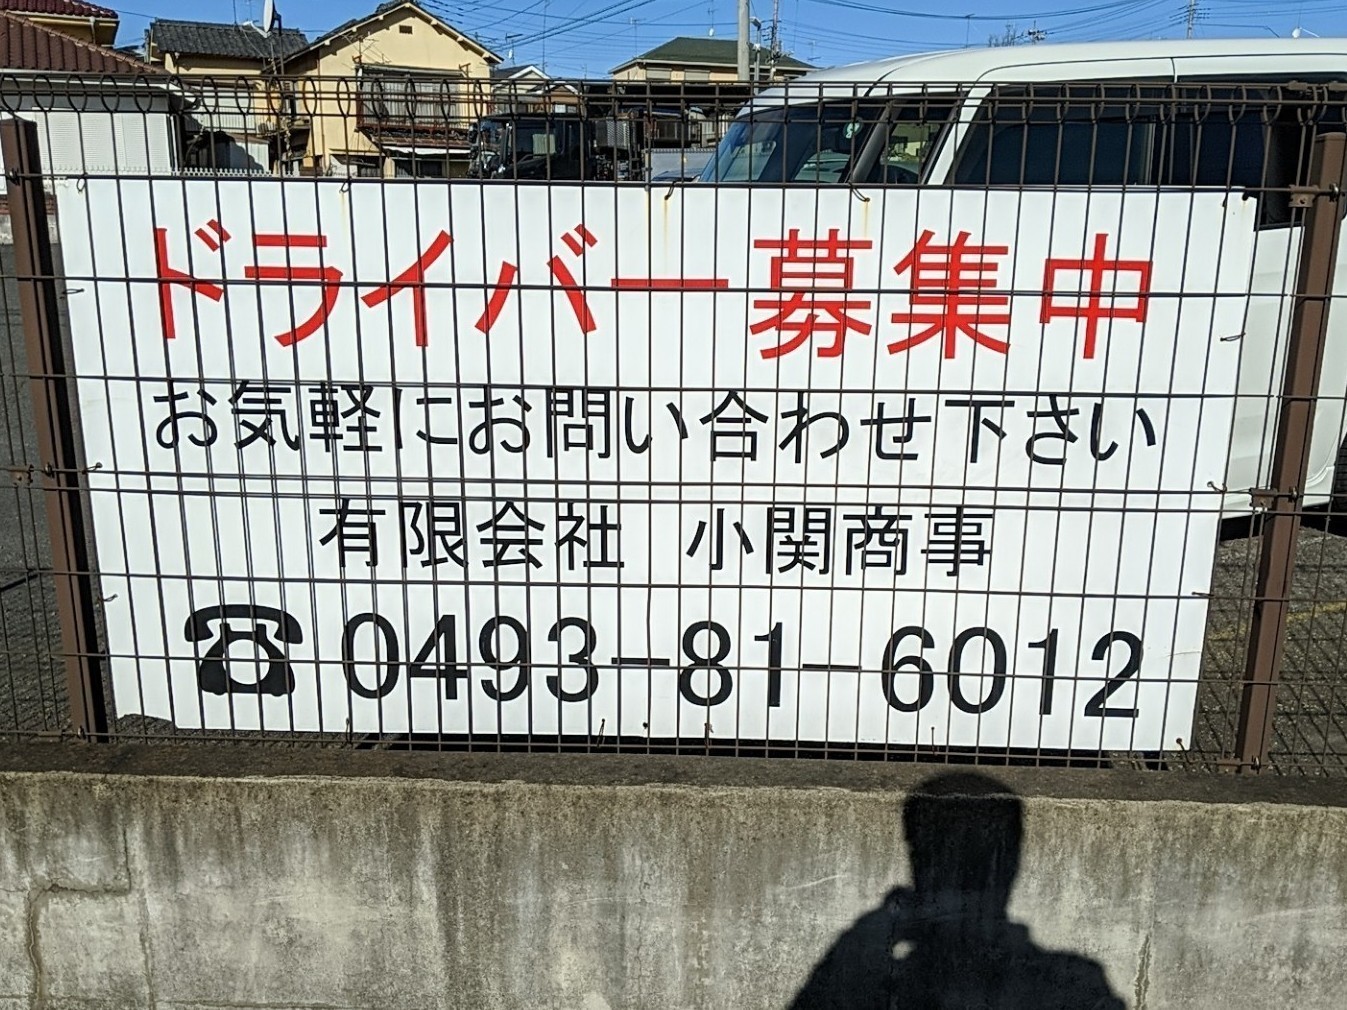 ドライバー募集中
お気軽にお問い合わせ下さい
有限会社 小関商事
☎0493-81-6012